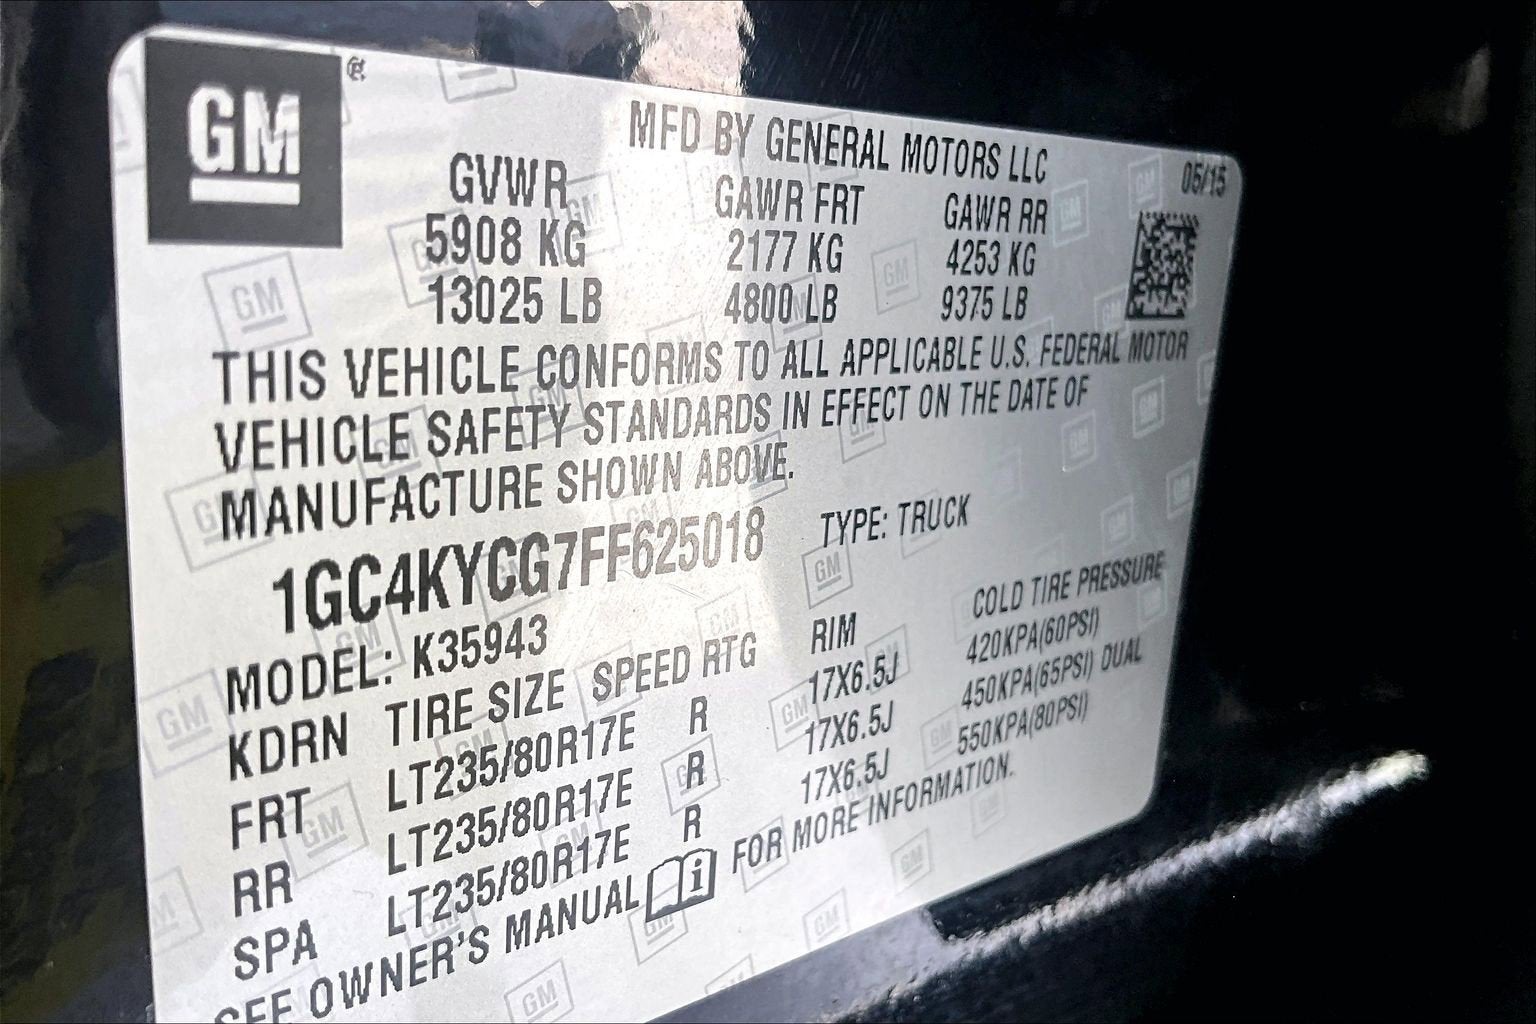 GM ®
MFD BY GENERAL MOTORS LLC 05/15
GVWR GAWR FRT GAWR RR
5908 KG 2177 KG 4253 KG
13025 LB 4800 LB 9375 LB
THIS VEHICLE CONFORMS TO ALL APPLICABLE U.S. FEDERAL MOTOR
VEHICLE SAFETY STANDARDS IN EFFECT ON THE DATE OF
MANUFACTURE SHOWN ABOVE.
1GC4KYCG7FF625018 TYPE: TRUCK
MODEL: K35943
KDRN TIRE SIZE SPEED RTG RIM COLD TIRE PRESSURE
FRT LT235/80R17E R 17X6.5J 420KPA(60PSI)
RR LT235/80R17E R 17X6.5J 450KPA(65PSI) DUAL
SPA LT235/80R17E R 17X6.5J 550KPA(80PSI)
SEE OWNER'S MANUAL i FOR MORE INFORMATION.